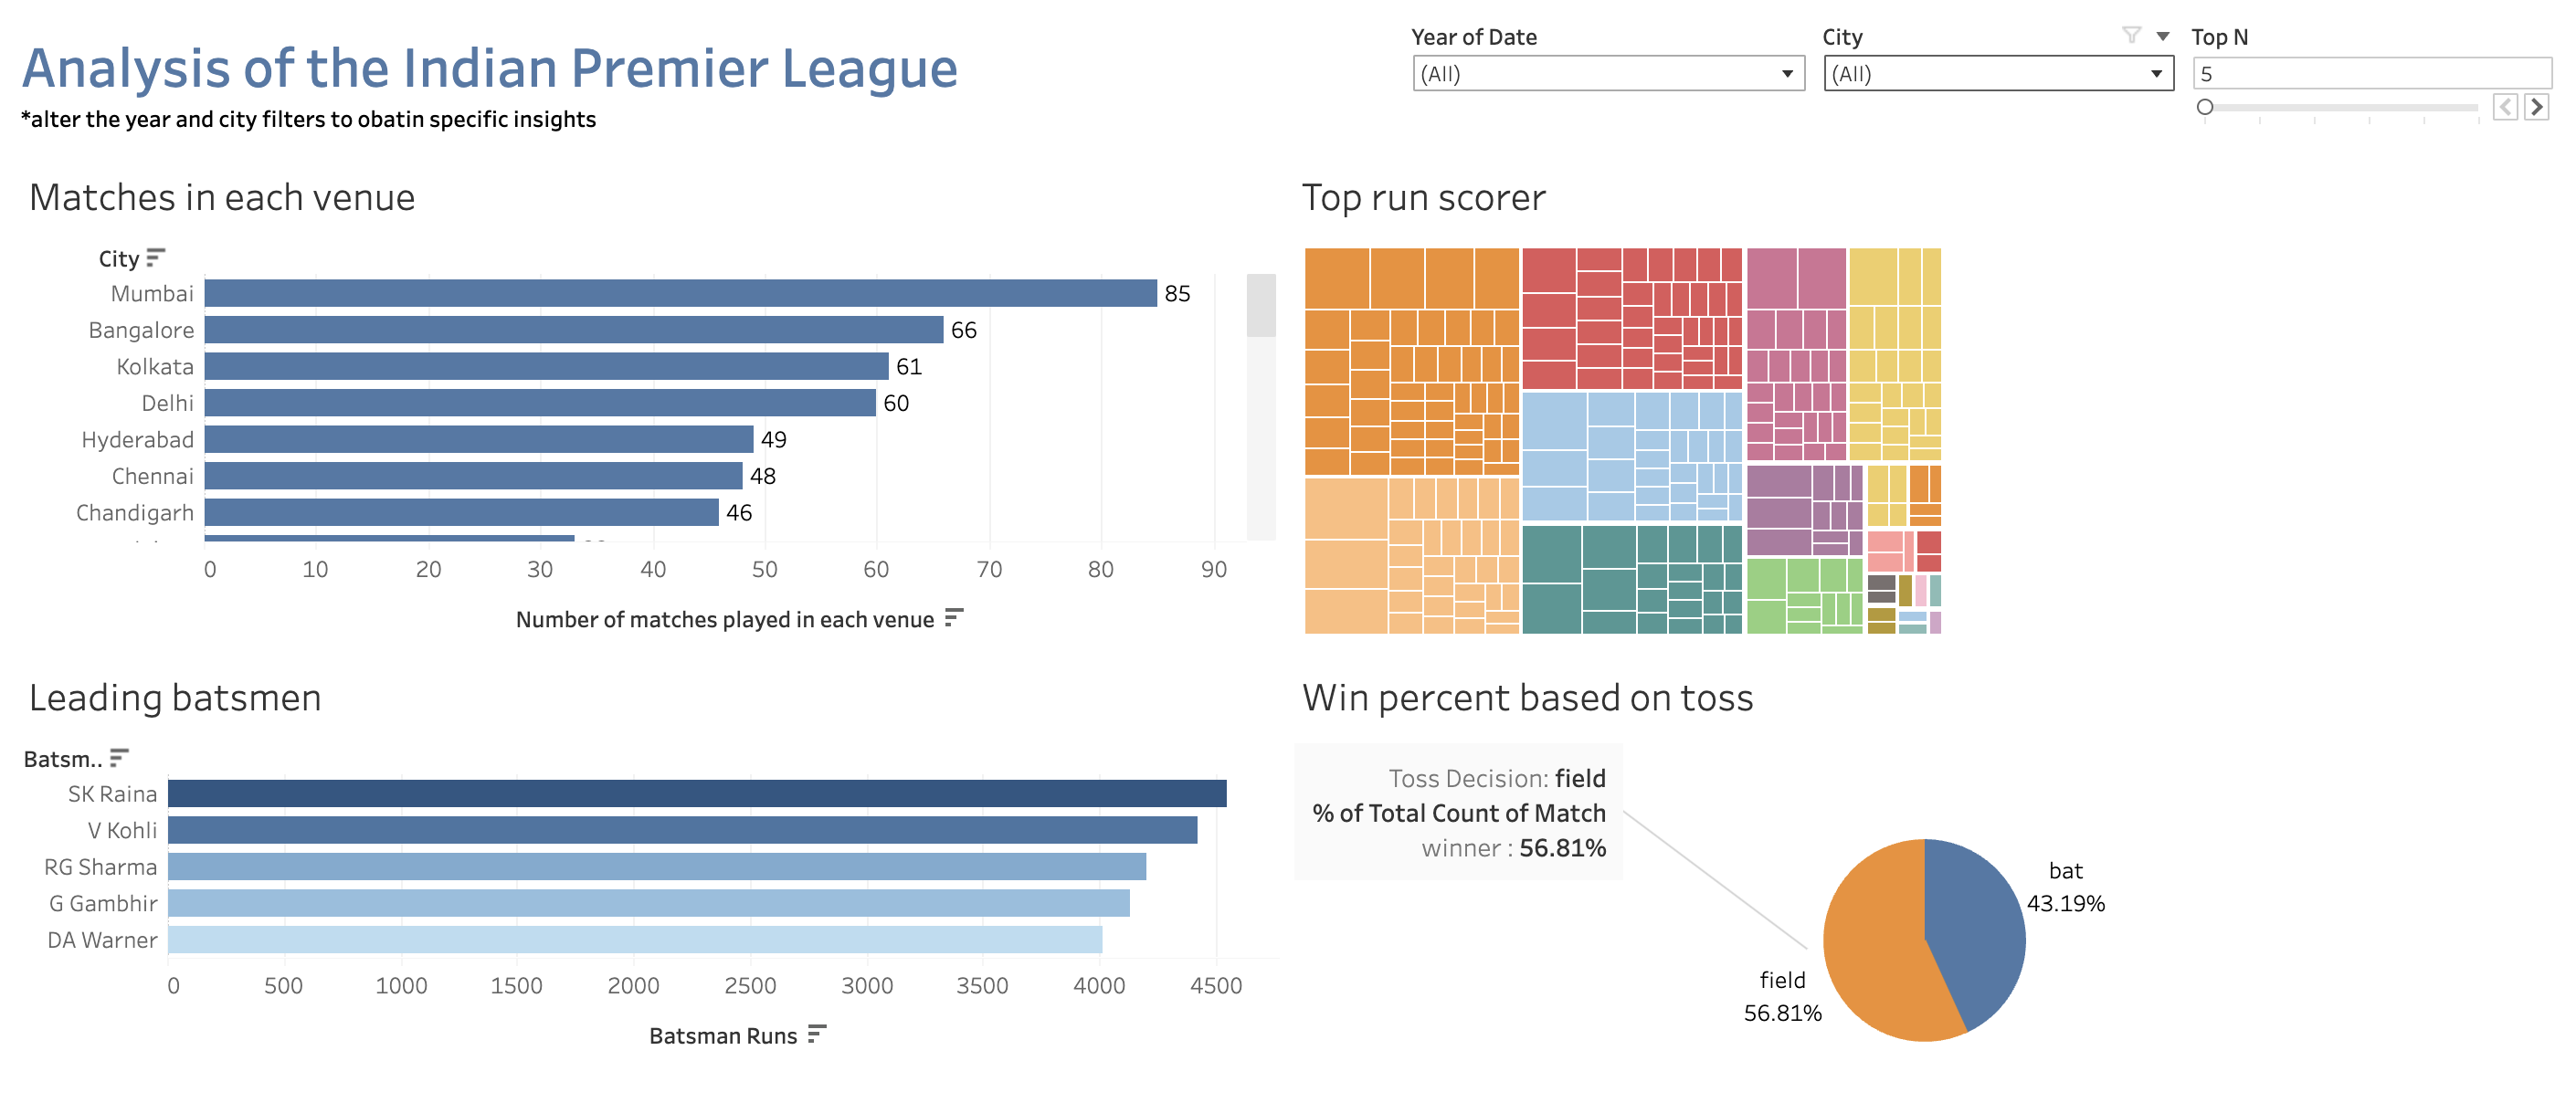 Analysis of the Indian Premier League
*alter the year and city filters to obatin specific insights
Year of Date
(All)
City
(All)
Top N
5
Matches in each venue
City
Mumbai 85
Bangalore 66
Kolkata 61
Delhi 60
Hyderabad 49
Chennai 48
Chandigarh 46
0 10 20 30 40 50 60 70 80 90
Number of matches played in each venue
Top run scorer
Leading batsmen
Batsm..
SK Raina
V Kohli
RG Sharma
G Gambhir
DA Warner
0 500 1000 1500 2000 2500 3000 3500 4000 4500
Batsman Runs
Win percent based on toss
Toss Decision: field
% of Total Count of Match
winner : 56.81%
bat
43.19%
field
56.81%